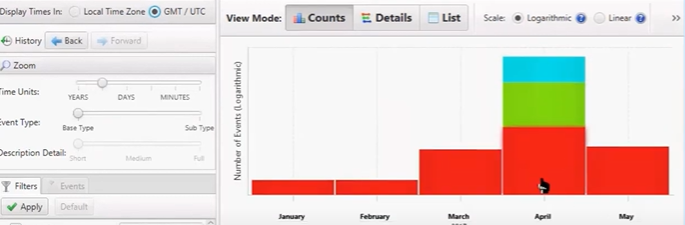 Display Times In: Local Time Zone GMT / UTC
History Back Forward
Zoom
Time Units:
YEARS DAYS MINUTES
Event Type:
Base Type Sub Type
Description Detail:
Short Medium Full
Filters Events
Apply Default
View Mode: Counts Details List Scale: Logarithmic ? Linear ? >>
Number of Events (Logarithmic)
January February March April May